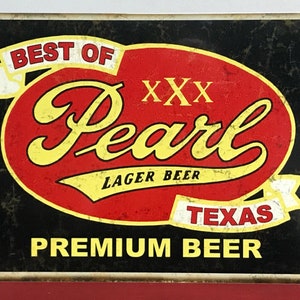 BEST OF
xXx
Pearl
LAGER BEER
TEXAS
PREMIUM BEER